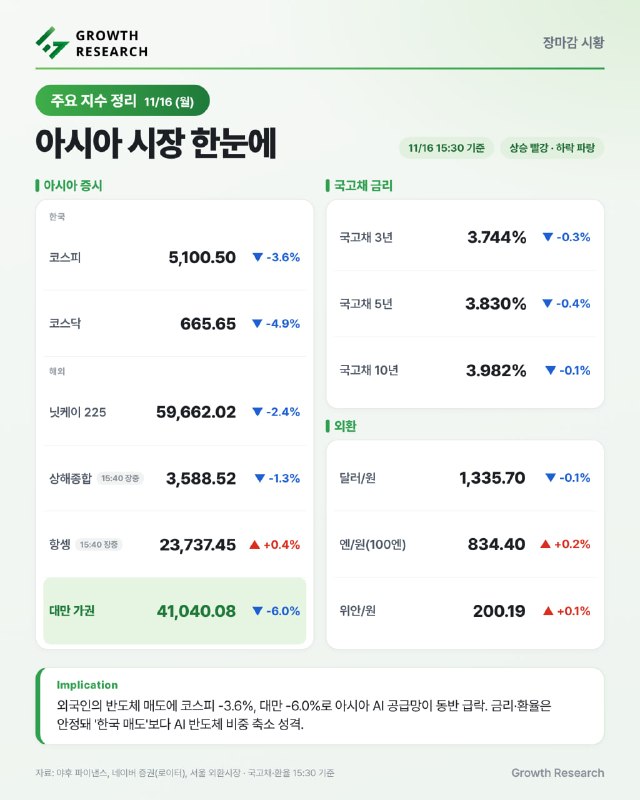 GROWTH
RESEARCH
장마감 시황
주요 지수 정리 11/16 (월)
아시아 시장 한눈에
11/16 15:30 기준
상승 빨강 · 하락 파랑
아시아 증시
한국
코스피 5,100.50 ▼ -3.6%
코스닥 665.65 ▼ -4.9%
해외
닛케이 225 59,662.02 ▼ -2.4%
상해종합 15:40 장중 3,588.52 ▼ -1.3%
항셍 15:40 장중 23,737.45 ▲ +0.4%
대만 가권 41,040.08 ▼ -6.0%
국고채 금리
국고채 3년 3.744% ▼ -0.3%
국고채 5년 3.830% ▼ -0.4%
국고채 10년 3.982% ▼ -0.1%
외환
달러/원 1,335.70 ▼ -0.1%
엔/원(100엔) 834.40 ▲ +0.2%
위안/원 200.19 ▲ +0.1%
Implication
외국인의 반도체 매도에 코스피 -3.6%, 대만 -6.0%로 아시아 AI 공급망이 동반 급락. 금리·환율은
안정돼 '한국 매도'보다 AI 반도체 비중 축소 성격.
자료: 야후 파이낸스, 네이버 증권(로이터), 서울 외환시장 · 국고채·환율 15:30 기준
Growth Research